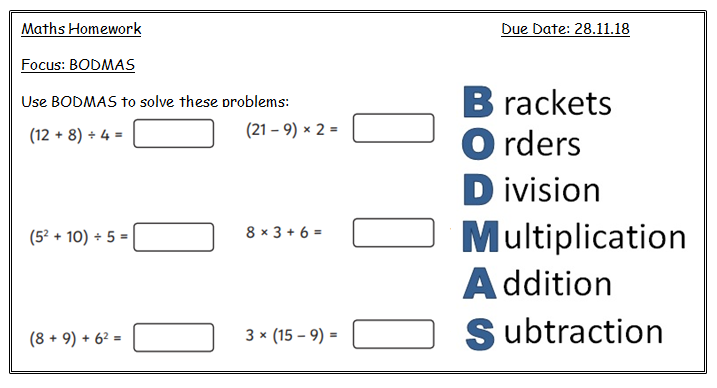 Maths Homework Due Date: 28.11.18
Focus: BODMAS
Use BODMAS to solve these problems:
(12 + 8) ÷ 4 =
(21 – 9) × 2 =
(5² + 10) ÷ 5 =
8 × 3 + 6 =
(8 + 9) + 6² =
3 × (15 – 9) =
Brackets
Orders
Division
Multiplication
Addition
Subtraction